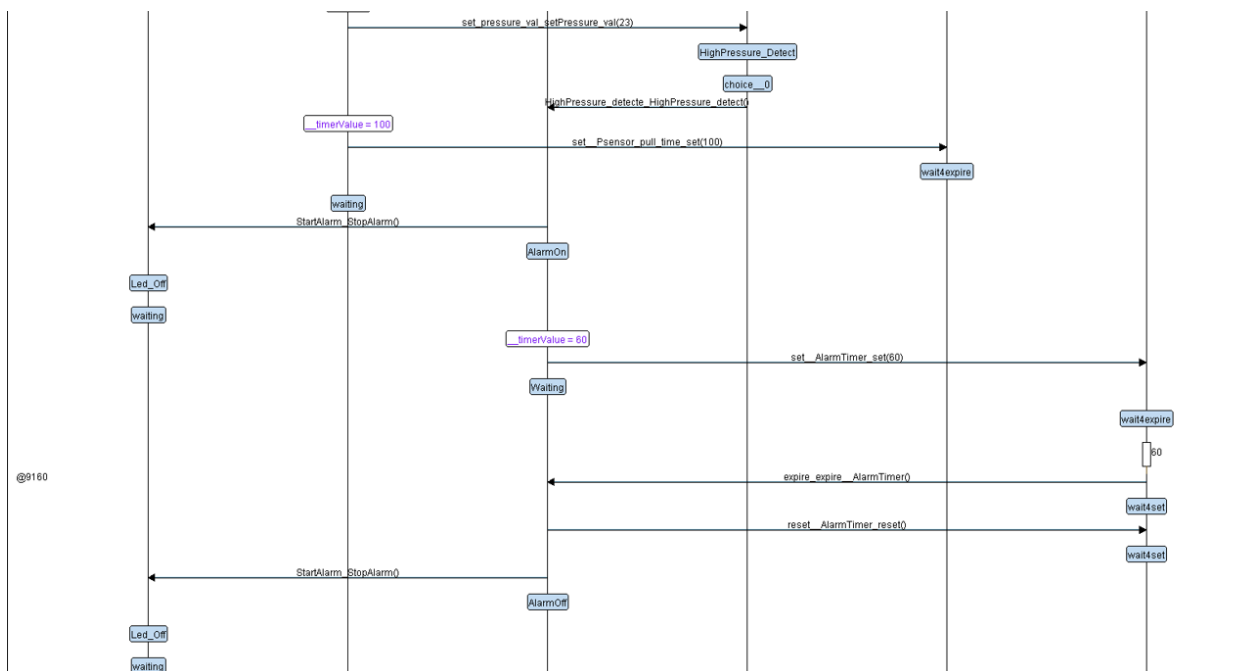 set_pressure_val_setPressure_val(23)
HighPressure_Detect
choice__0
HighPressure_detecte_HighPressure_detect()
__timerValue = 100
set__Psensor_pull_time_set(100)
wait4expire
waiting
StartAlarm_StopAlarm()
AlarmOn
Led_Off
waiting
__timerValue = 60
set__AlarmTimer_set(60)
Waiting
wait4expire
60
@9160
expire_expire__AlarmTimer()
wait4set
reset__AlarmTimer_reset()
wait4set
StartAlarm_StopAlarm()
AlarmOff
Led_Off
waiting